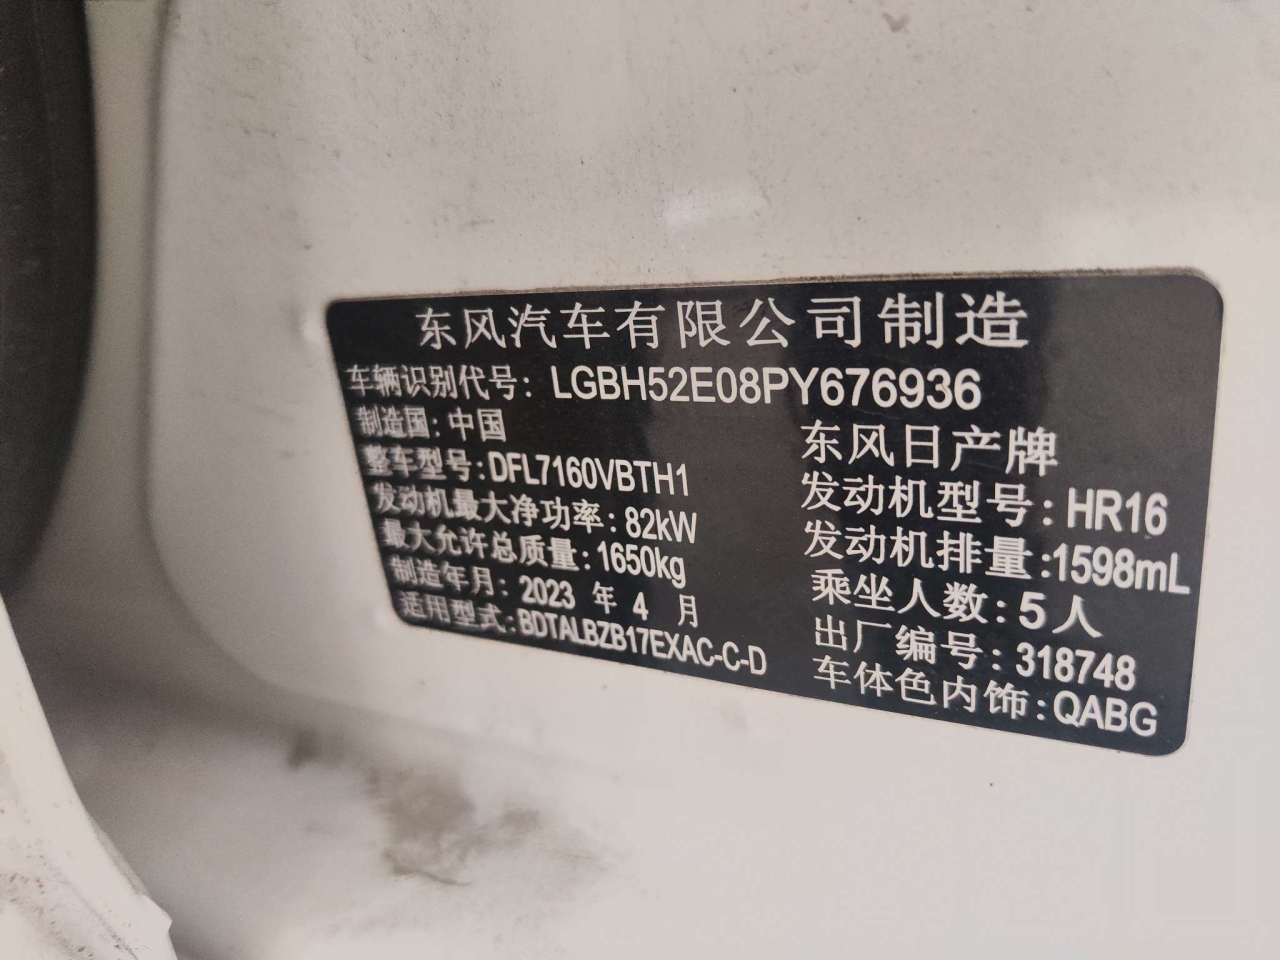 东风汽车有限公司制造
车辆识别代号: LGBH52E08PY676936
制造国: 中国
东风日产牌
整车型号: DFL7160VBTH1
发动机型号: HR16
发动机最大净功率: 82kW
发动机排量: 1598mL
最大允许总质量: 1650kg
乘坐人数: 5人
制造年月: 2023 年 4 月
出厂编号: 318748
适用型式: BDTALBZB17EXAC-C-D
车体色内饰: QABG